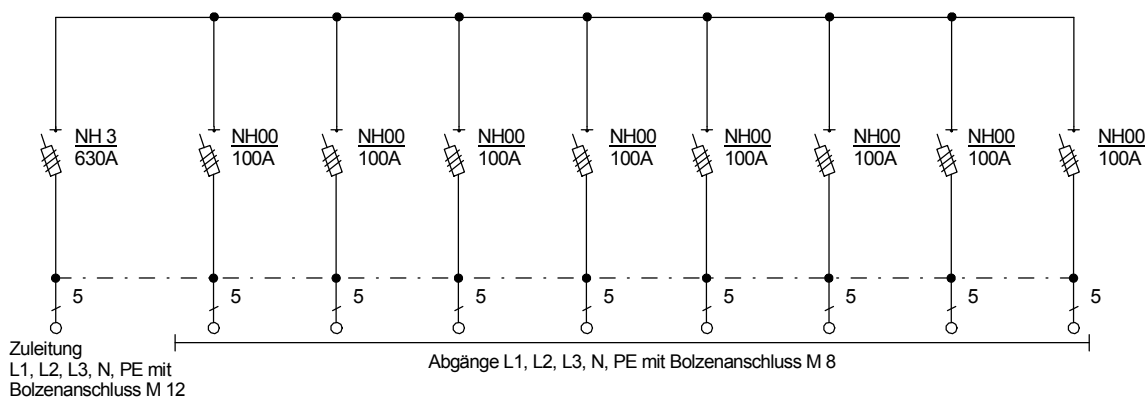 NH 3
630A
NH00
100A
NH00
100A
NH00
100A
NH00
100A
NH00
100A
NH00
100A
NH00
100A
NH00
100A
5
5
5
5
5
5
5
5
5
Zuleitung
L1, L2, L3, N, PE mit
Bolzenanschluss M 12
Abgänge L1, L2, L3, N, PE mit Bolzenanschluss M 8